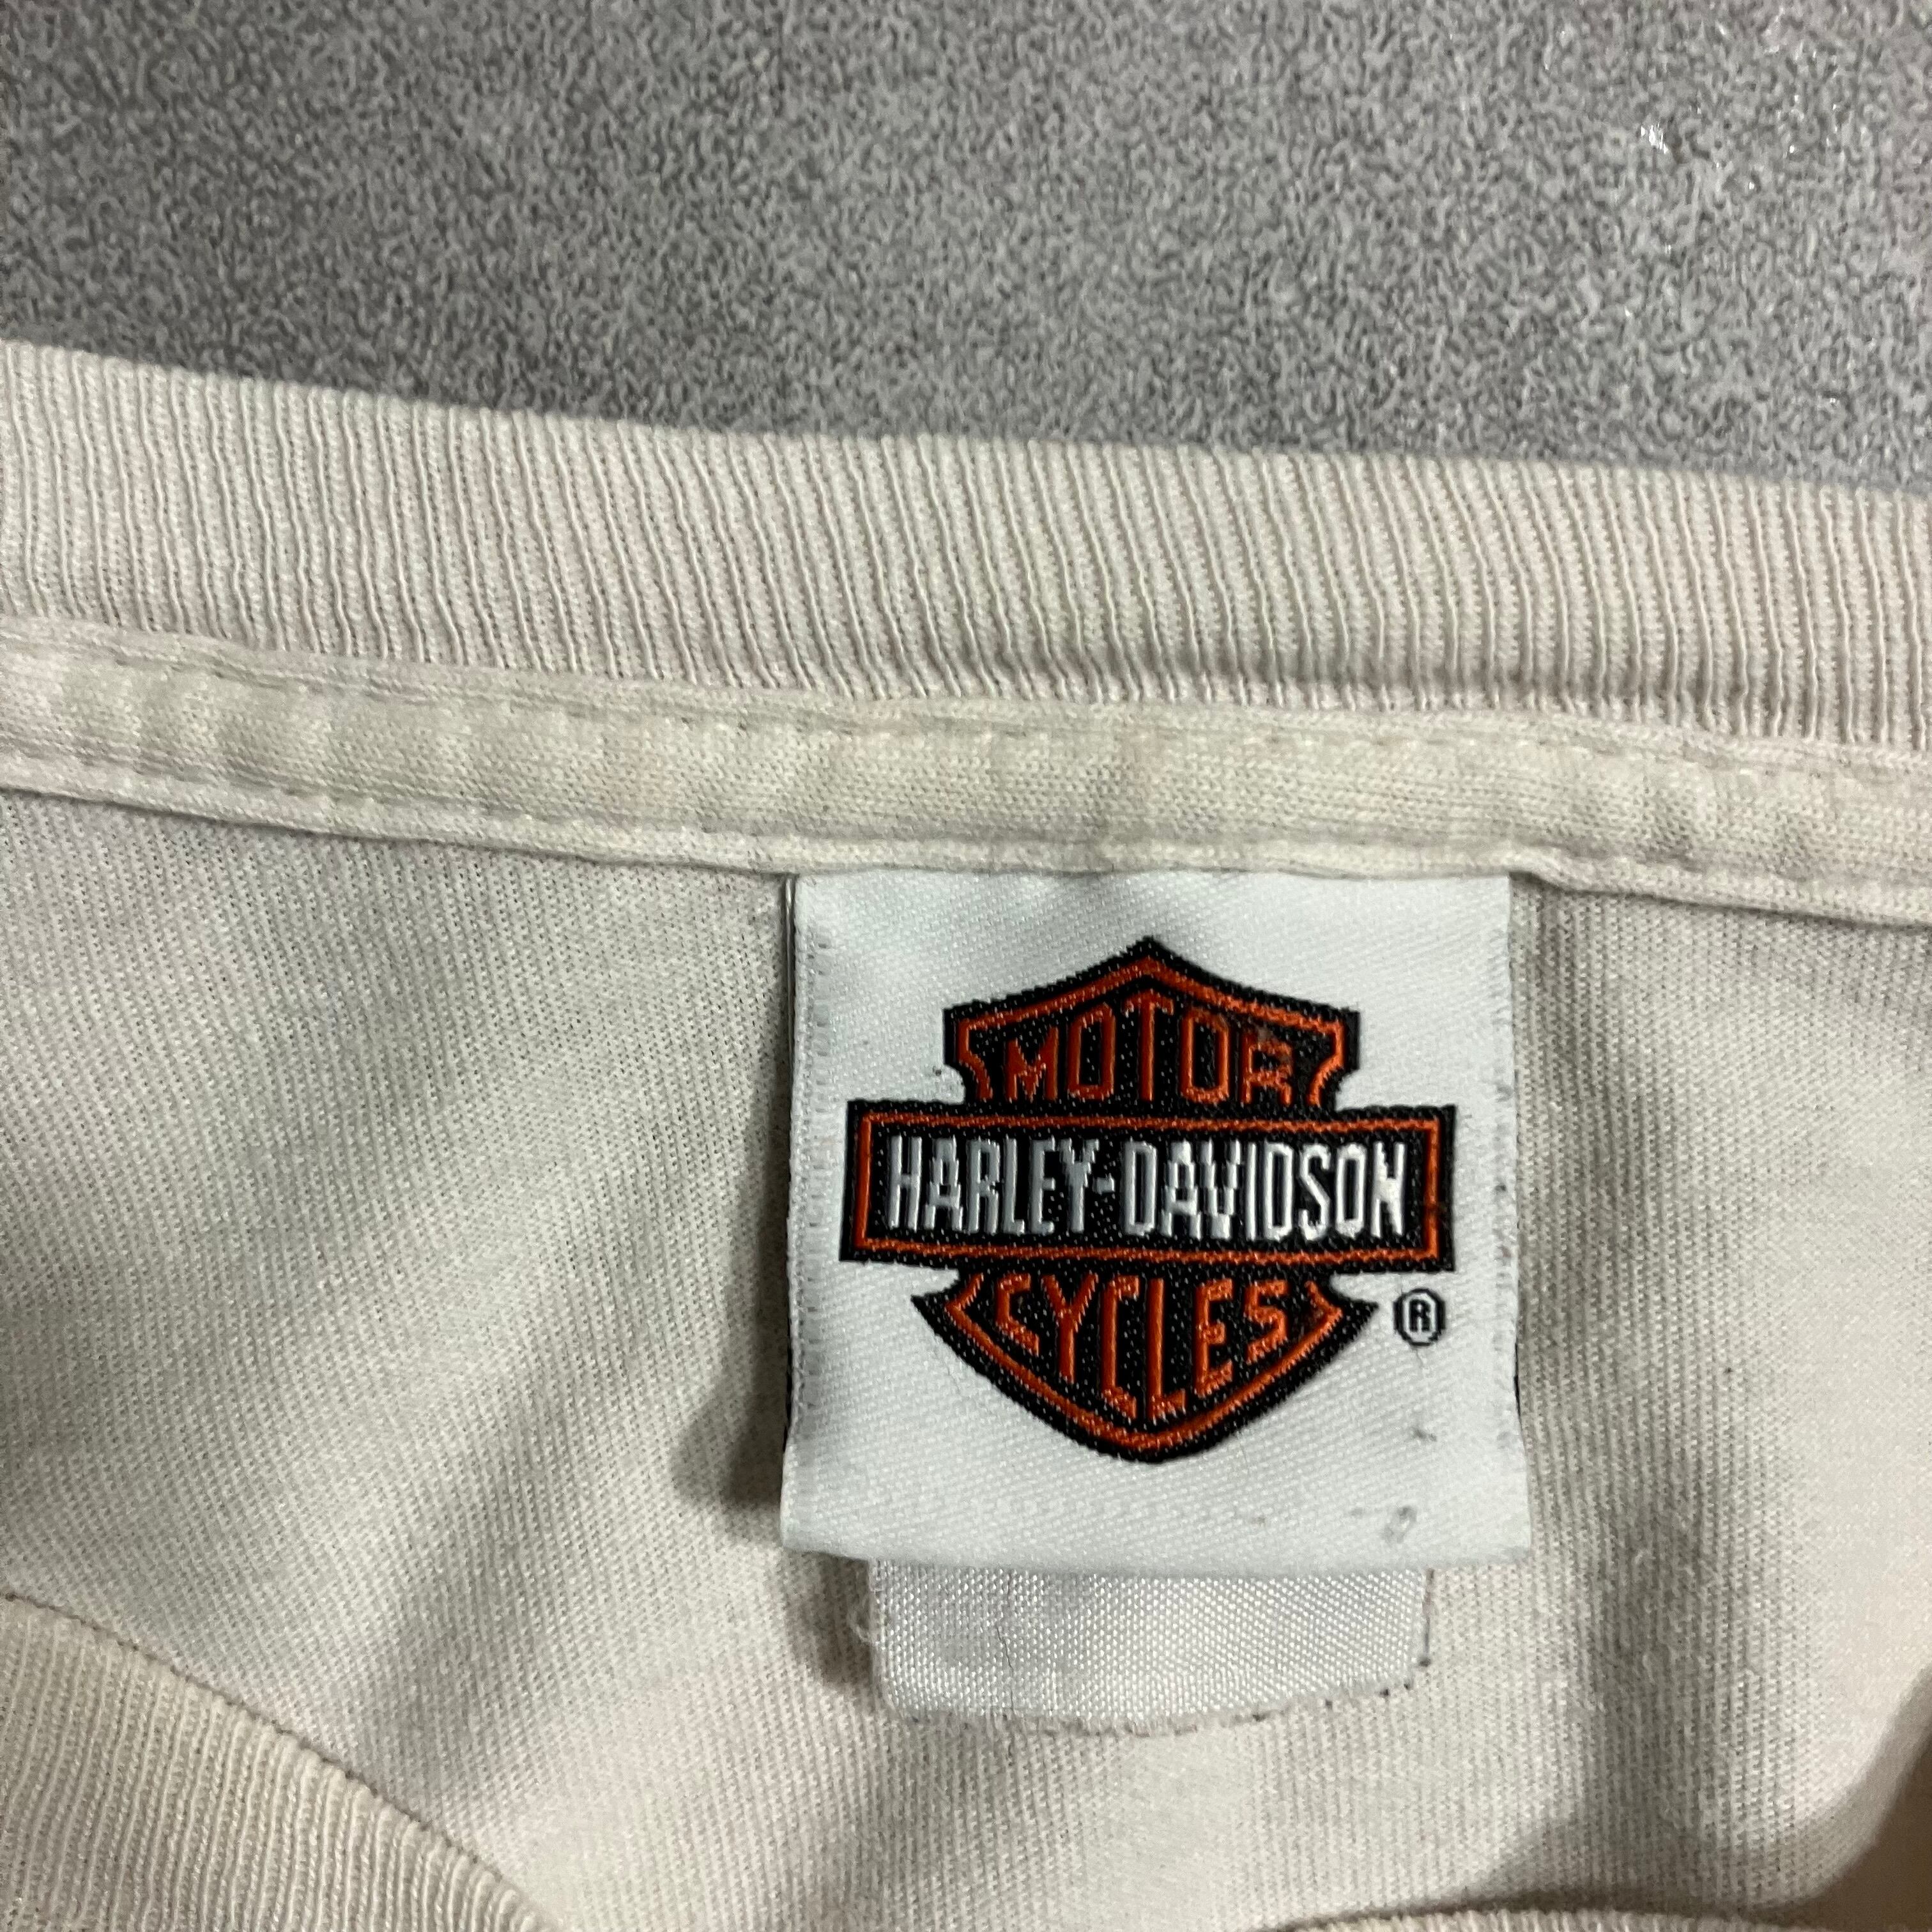 MOTOR
HARLEY-DAVIDSON
CYCLES
®